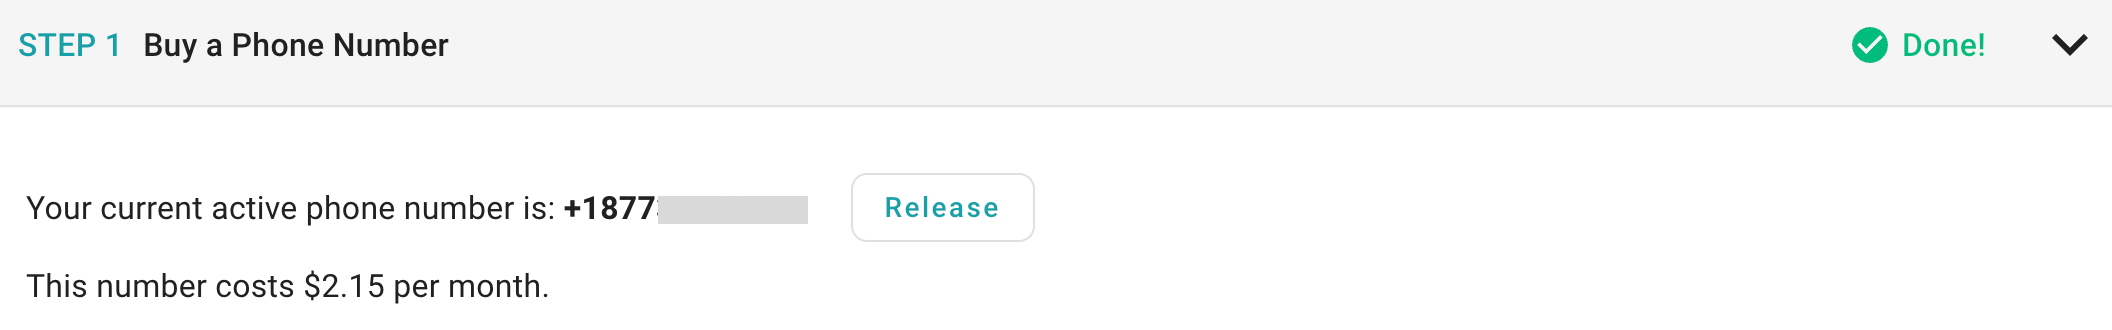 STEP 1 Buy a Phone Number
Done!
Your current active phone number is: +1877
Release
This number costs $2.15 per month.